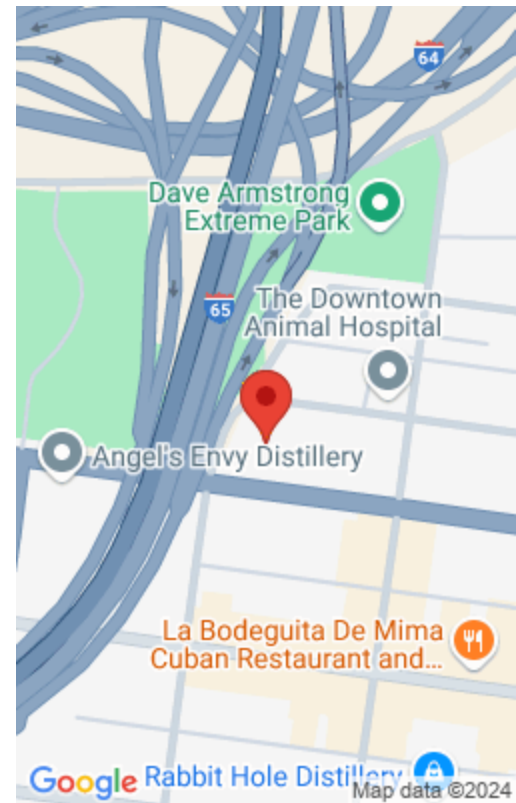 64
Dave Armstrong
Extreme Park
65
The Downtown
Animal Hospital
Angel's Envy Distillery
La Bodeguita De Mima
Cuban Restaurant and...
Google
Rabbit Hole Distillery
Map data ©2024